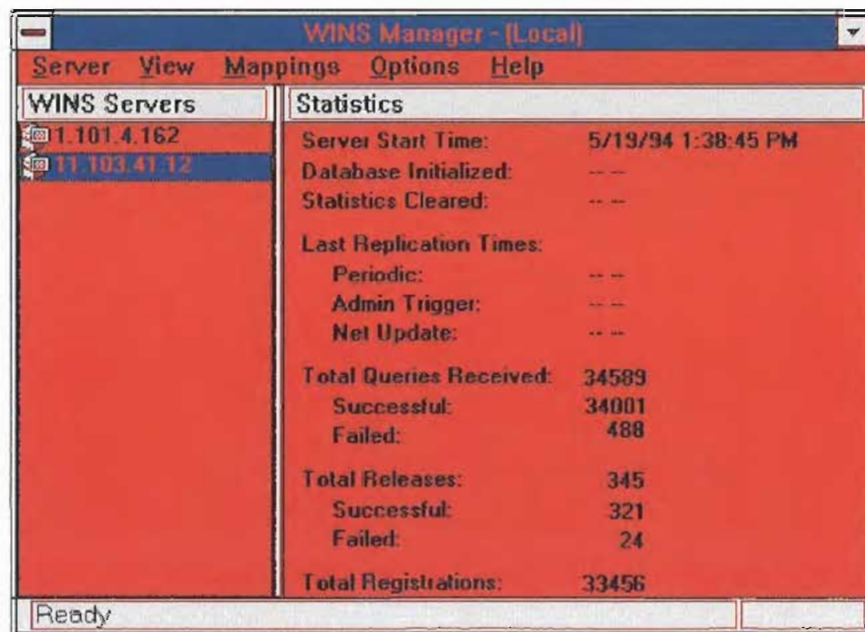 WINS Manager - [Local]
Server View Mappings Options Help
WINS Servers
1.101.4.162
11.103.41.12
Statistics
Server Start Time: 5/19/94 1:38:45 PM
Database Initialized: -- --
Statistics Cleared: -- --
Last Replication Times:
Periodic: -- --
Admin Trigger: -- --
Net Update: -- --
Total Queries Received: 34589
Successful: 34001
Failed: 488
Total Releases: 345
Successful: 321
Failed: 24
Total Registrations: 33456
Ready